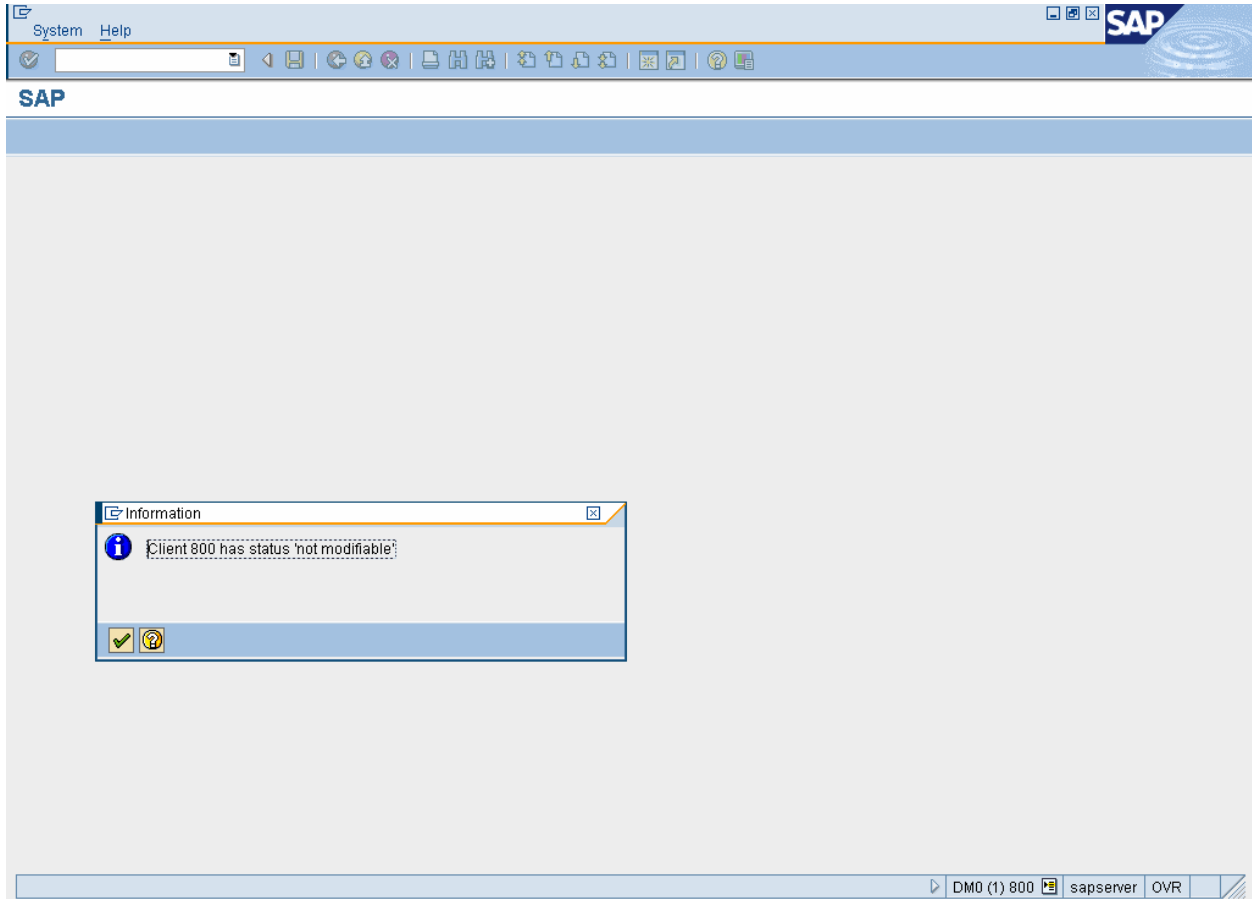 System Help
SAP
SAP
Information
Client 800 has status 'not modifiable'
DM0 (1) 800 sapserver OVR